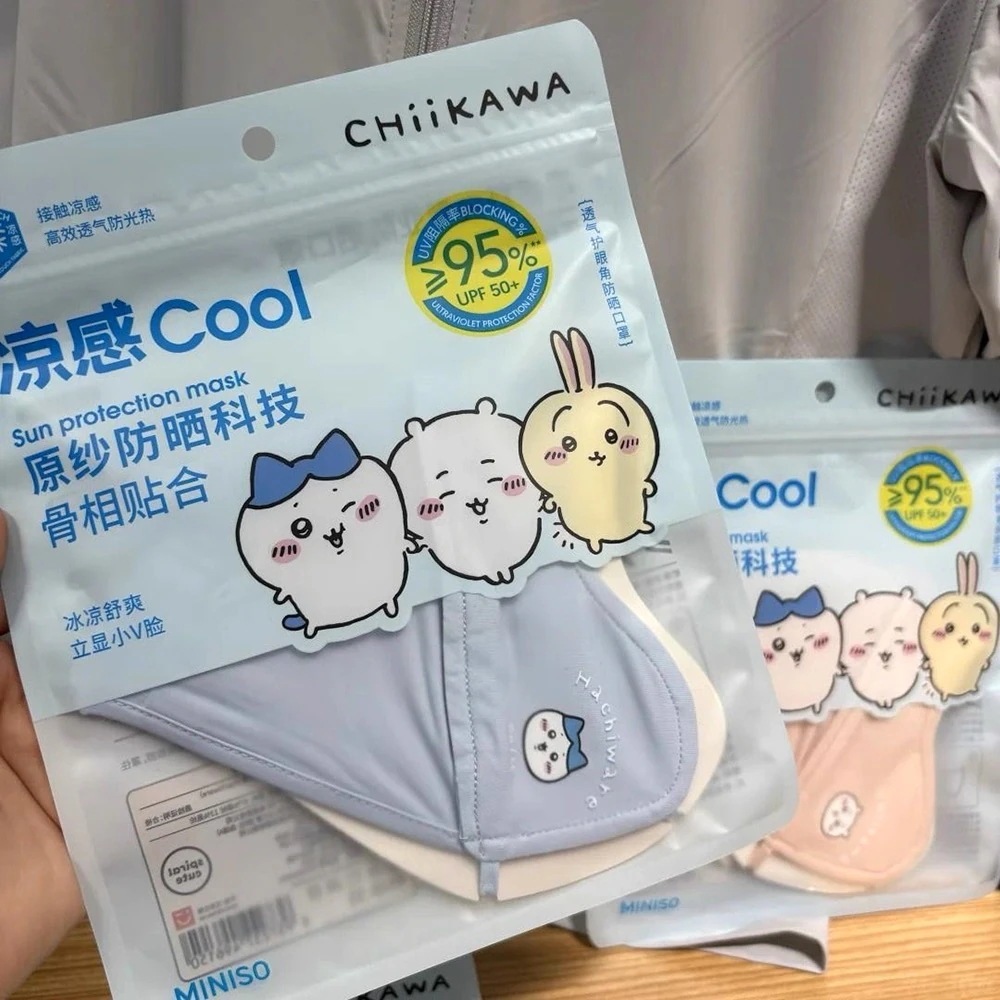 CHiiKAWA
接触凉感
高效透气防光热
UV阻隔率BLOCKING%
≥95%**
UPF 50+
ULTRAVIOLET PROTECTION FACTOR
{透气护眼角防晒口罩}
凉感Cool
Sun protection mask
原纱防晒科技
骨相贴合
冰凉舒爽
立显小V脸
Hachiware
spiral
cute
MINISO
CHiiKAW
Cool
≥95%
UPF 50+
mask
科技
MINISO
KAWA